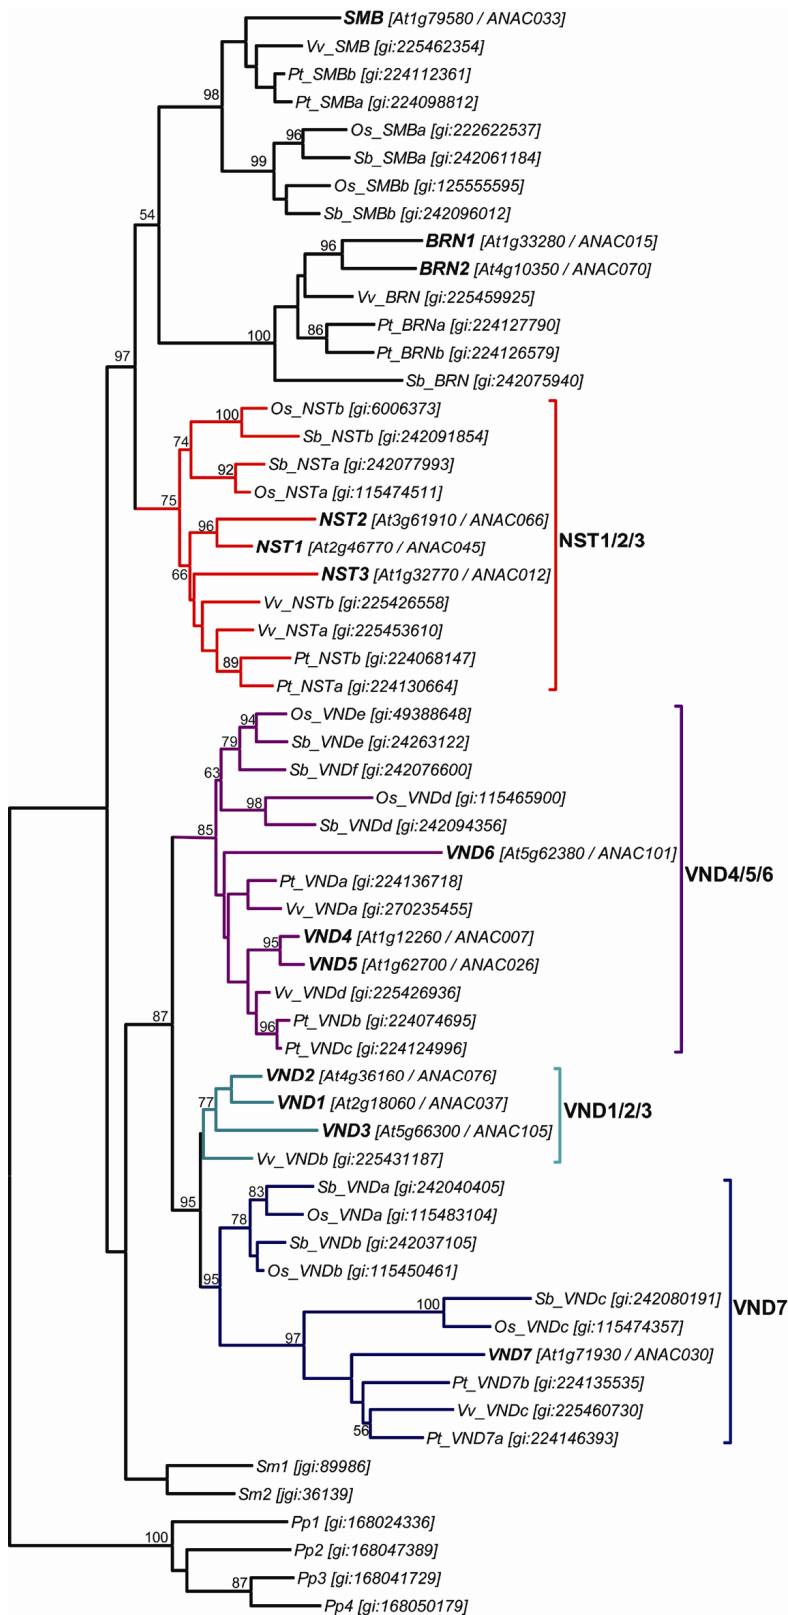 SMB [At1g79580 / ANAC033]
Vv_SMB [gi:225462354]
Pt_SMBb [gi:224112361]
98
Pt_SMBa [gi:224098812]
96
Os_SMBa [gi:222622537]
99
Sb_SMBa [gi:242061184]
Os_SMBb [gi:125555595]
54
Sb_SMBb [gi:242096012]
96
BRN1 [At1g33280 / ANAC015]
BRN2 [At4g10350 / ANAC070]
Vv_BRN [gi:225459925]
86
Pt_BRNa [gi:224127790]
100
Pt_BRNb [gi:224126579]
97
Sb_BRN [gi:242075940]
100
Os_NSTb [gi:6006373]
74
Sb_NSTb [gi:242091854]
92
Sb_NSTa [gi:242077993]
75
Os_NSTa [gi:115474511]
96
NST2 [At3g61910 / ANAC066]
NST1/2/3
NST1 [At2g46770 / ANAC045]
66
NST3 [At1g32770 / ANAC012]
Vv_NSTb [gi:225426558]
Vv_NSTa [gi:225453610]
89
Pt_NSTb [gi:224068147]
Pt_NSTa [gi:224130664]
94
Os_VNDe [gi:49388648]
79
Sb_VNDe [gi:24263122]
63
Sb_VNDf [gi:242076600]
98
Os_VNDd [gi:115465900]
85
Sb_VNDd [gi:242094356]
VND6 [At5g62380 / ANAC101]
VND4/5/6
Pt_VNDa [gi:224136718]
Vv_VNDa [gi:270235455]
95
VND4 [At1g12260 / ANAC007]
VND5 [At1g62700 / ANAC026]
Vv_VNDd [gi:225426936]
87
96
Pt_VNDb [gi:224074695]
Pt_VNDc [gi:224124996]
VND2 [At4g36160 / ANAC076]
77
VND1 [At2g18060 / ANAC037]
VND1/2/3
VND3 [At5g66300 / ANAC105]
Vv_VNDb [gi:225431187]
83
Sb_VNDa [gi:242040405]
95
78
Os_VNDa [gi:115483104]
Sb_VNDb [gi:242037105]
Os_VNDb [gi:115450461]
95
100
Sb_VNDc [gi:242080191]
VND7
97
Os_VNDc [gi:115474357]
VND7 [At1g71930 / ANAC030]
Pt_VND7b [gi:224135535]
Vv_VNDc [gi:225460730]
56
Pt_VND7a [gi:224146393]
Sm1 [jgi:89986]
Sm2 [jgi:36139]
Pp1 [gi:168024336]
100
Pp2 [gi:168047389]
87
Pp3 [gi:168041729]
Pp4 [gi:168050179]